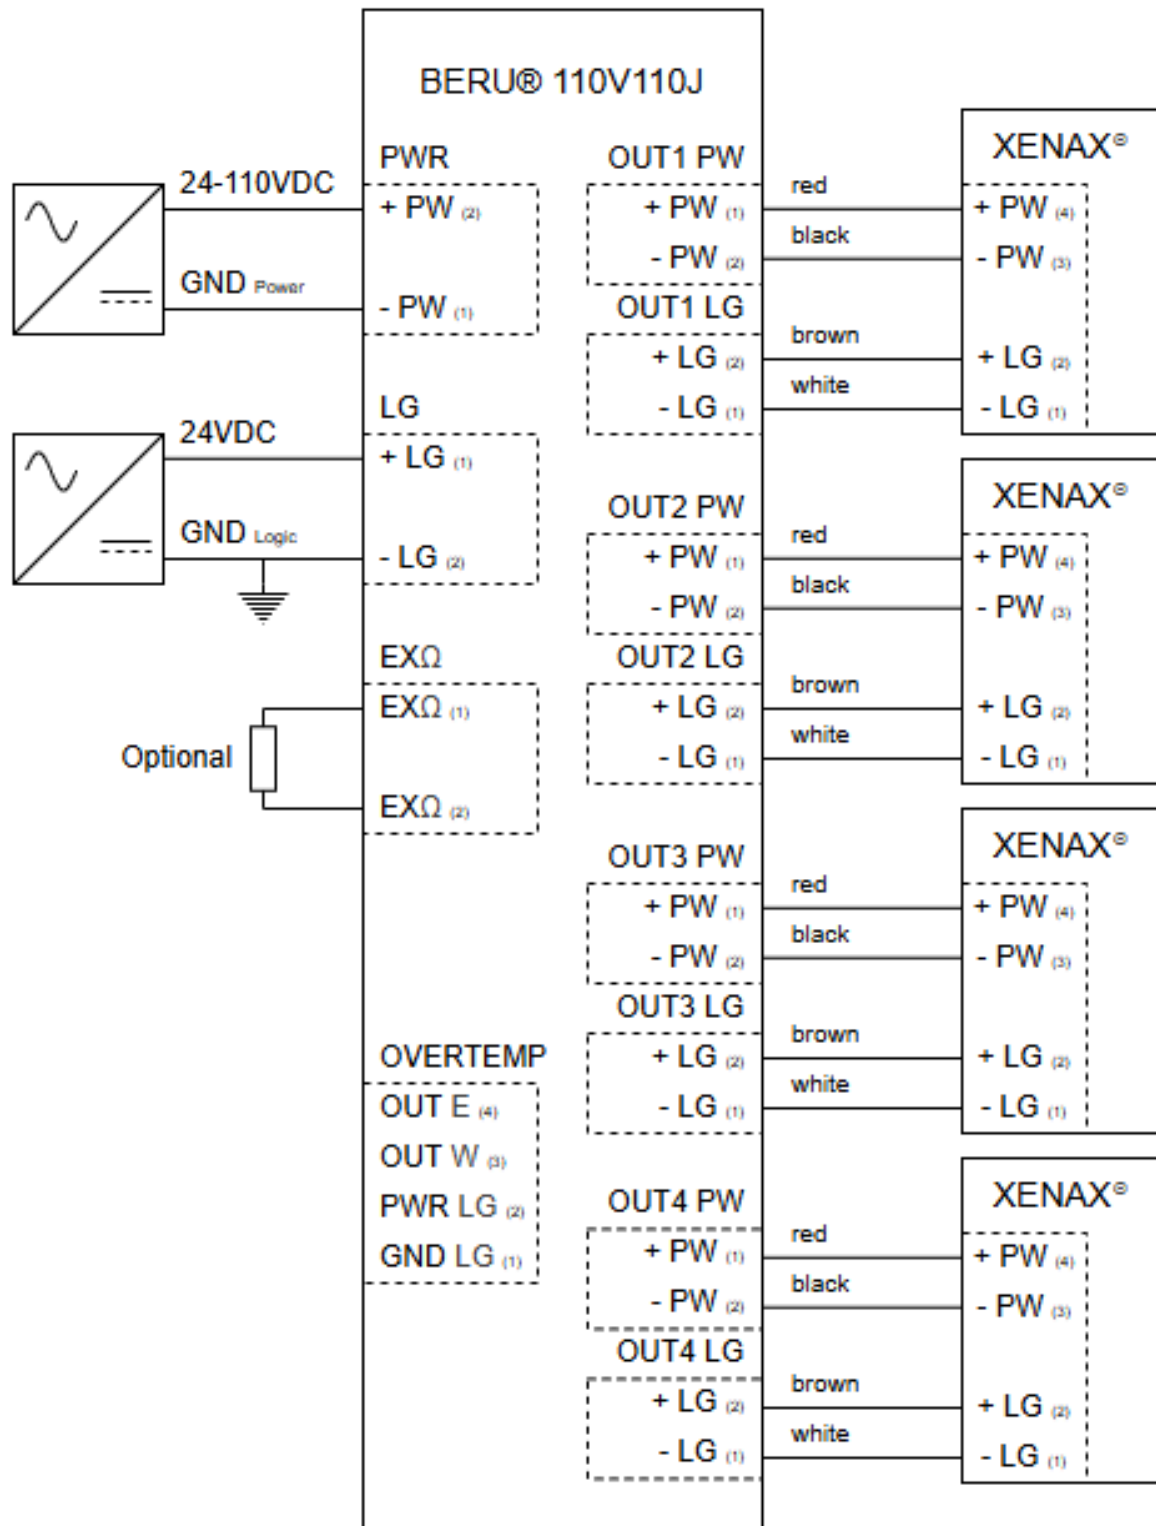 BERU® 110V110J
PWR
24-110VDC
+ PW (2)
GND Power
- PW (1)
LG
24VDC
+ LG (1)
GND Logic
- LG (2)
EXΩ
EXΩ (1)
Optional
EXΩ (2)
OVERTEMP
OUT E (4)
OUT W (3)
PWR LG (2)
GND LG (1)
OUT1 PW
+ PW (1)
- PW (2)
OUT1 LG
+ LG (2)
- LG (1)
red
black
brown
white
XENAX®
+ PW (4)
- PW (3)
+ LG (2)
- LG (1)
OUT2 PW
+ PW (1)
- PW (2)
OUT2 LG
+ LG (2)
- LG (1)
red
black
brown
white
XENAX®
+ PW (4)
- PW (3)
+ LG (2)
- LG (1)
OUT3 PW
+ PW (1)
- PW (2)
OUT3 LG
+ LG (2)
- LG (1)
red
black
brown
white
XENAX®
+ PW (4)
- PW (3)
+ LG (2)
- LG (1)
OUT4 PW
+ PW (1)
- PW (2)
OUT4 LG
+ LG (2)
- LG (1)
red
black
brown
white
XENAX®
+ PW (4)
- PW (3)
+ LG (2)
- LG (1)